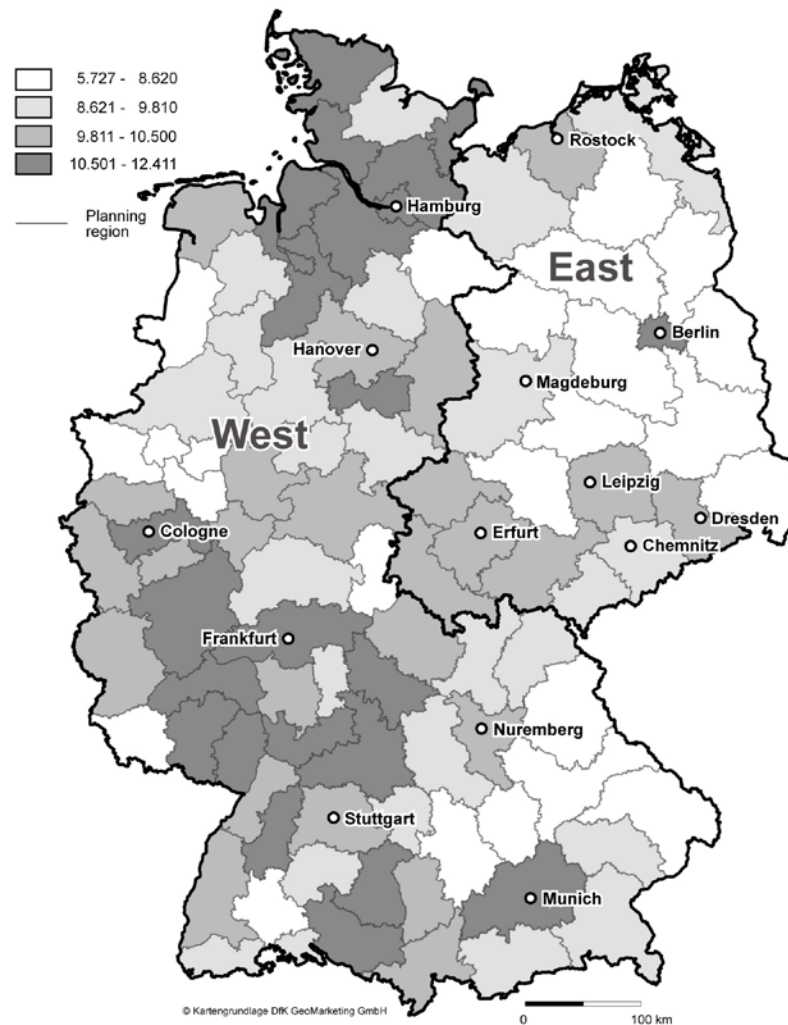 5.727 - 8.620
8.621 - 9.810
9.811 - 10.500
10.501 - 12.411
Planning
region
Rostock
Hamburg
East
Berlin
Hanover
Magdeburg
West
Leipzig
Cologne
Erfurt
Dresden
Chemnitz
Frankfurt
Nuremberg
Stuttgart
Munich
© Kartengrundlage DfK GeoMarketing GmbH
0 100 km